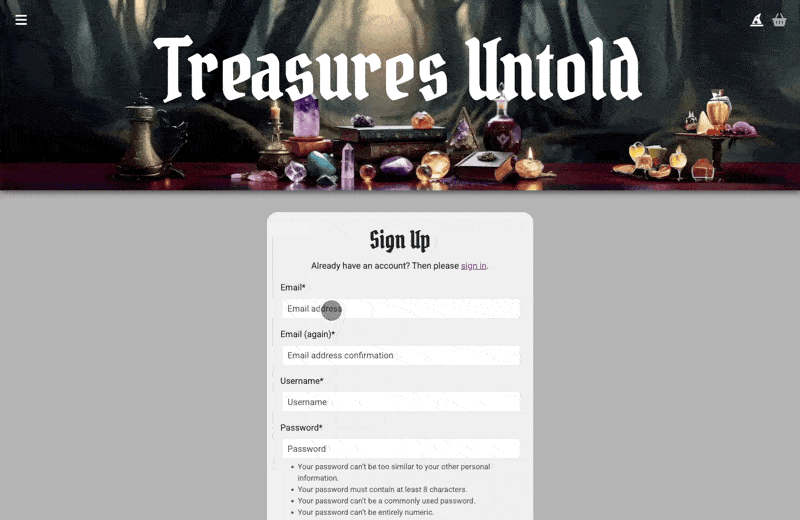 Treasures Untold
Sign Up
Already have an account? Then please sign in.
Email*
Email address
Email (again)*
Email address confirmation
Username*
Username
Password*
Password
• Your password can't be too similar to your other personal
information.
• Your password must contain at least 8 characters.
• Your password can't be a commonly used password.
• Your password can't be entirely numeric.